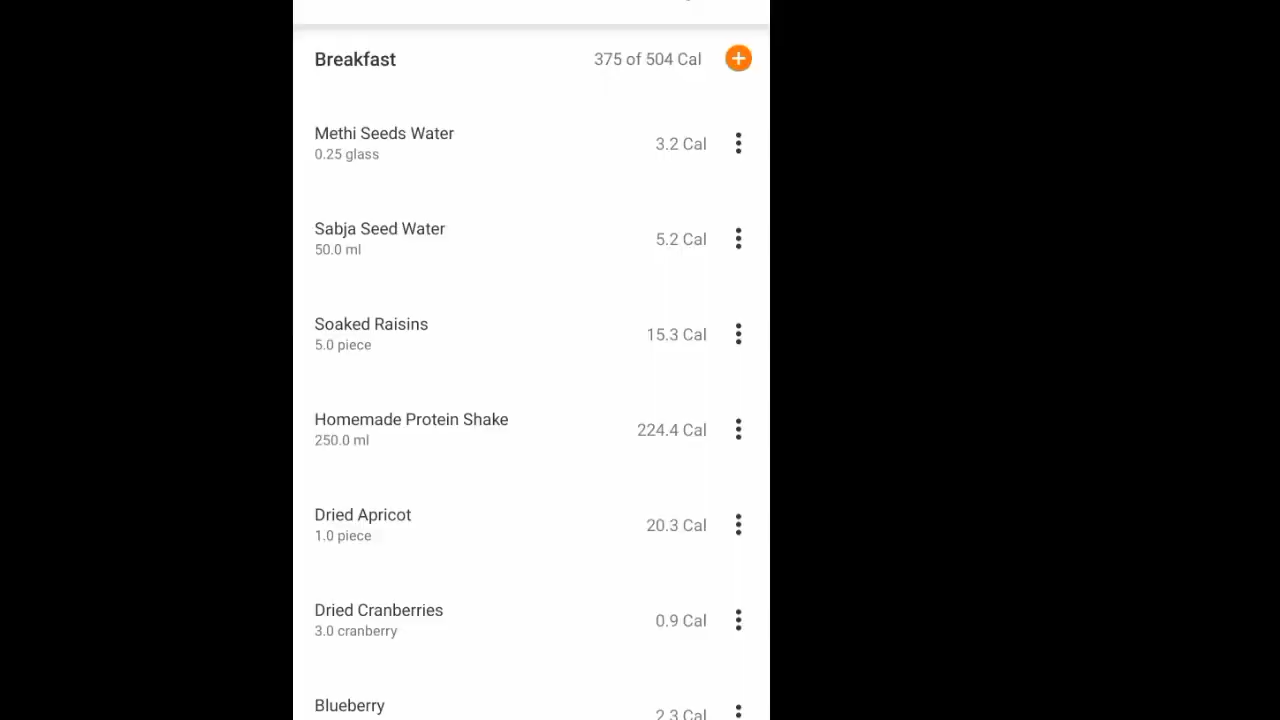 Breakfast 375 of 504 Cal
Methi Seeds Water 3.2 Cal
0.25 glass
Sabja Seed Water 5.2 Cal
50.0 ml
Soaked Raisins 15.3 Cal
5.0 piece
Homemade Protein Shake 224.4 Cal
250.0 ml
Dried Apricot 20.3 Cal
1.0 piece
Dried Cranberries 0.9 Cal
3.0 cranberry
Blueberry 2.3 Cal